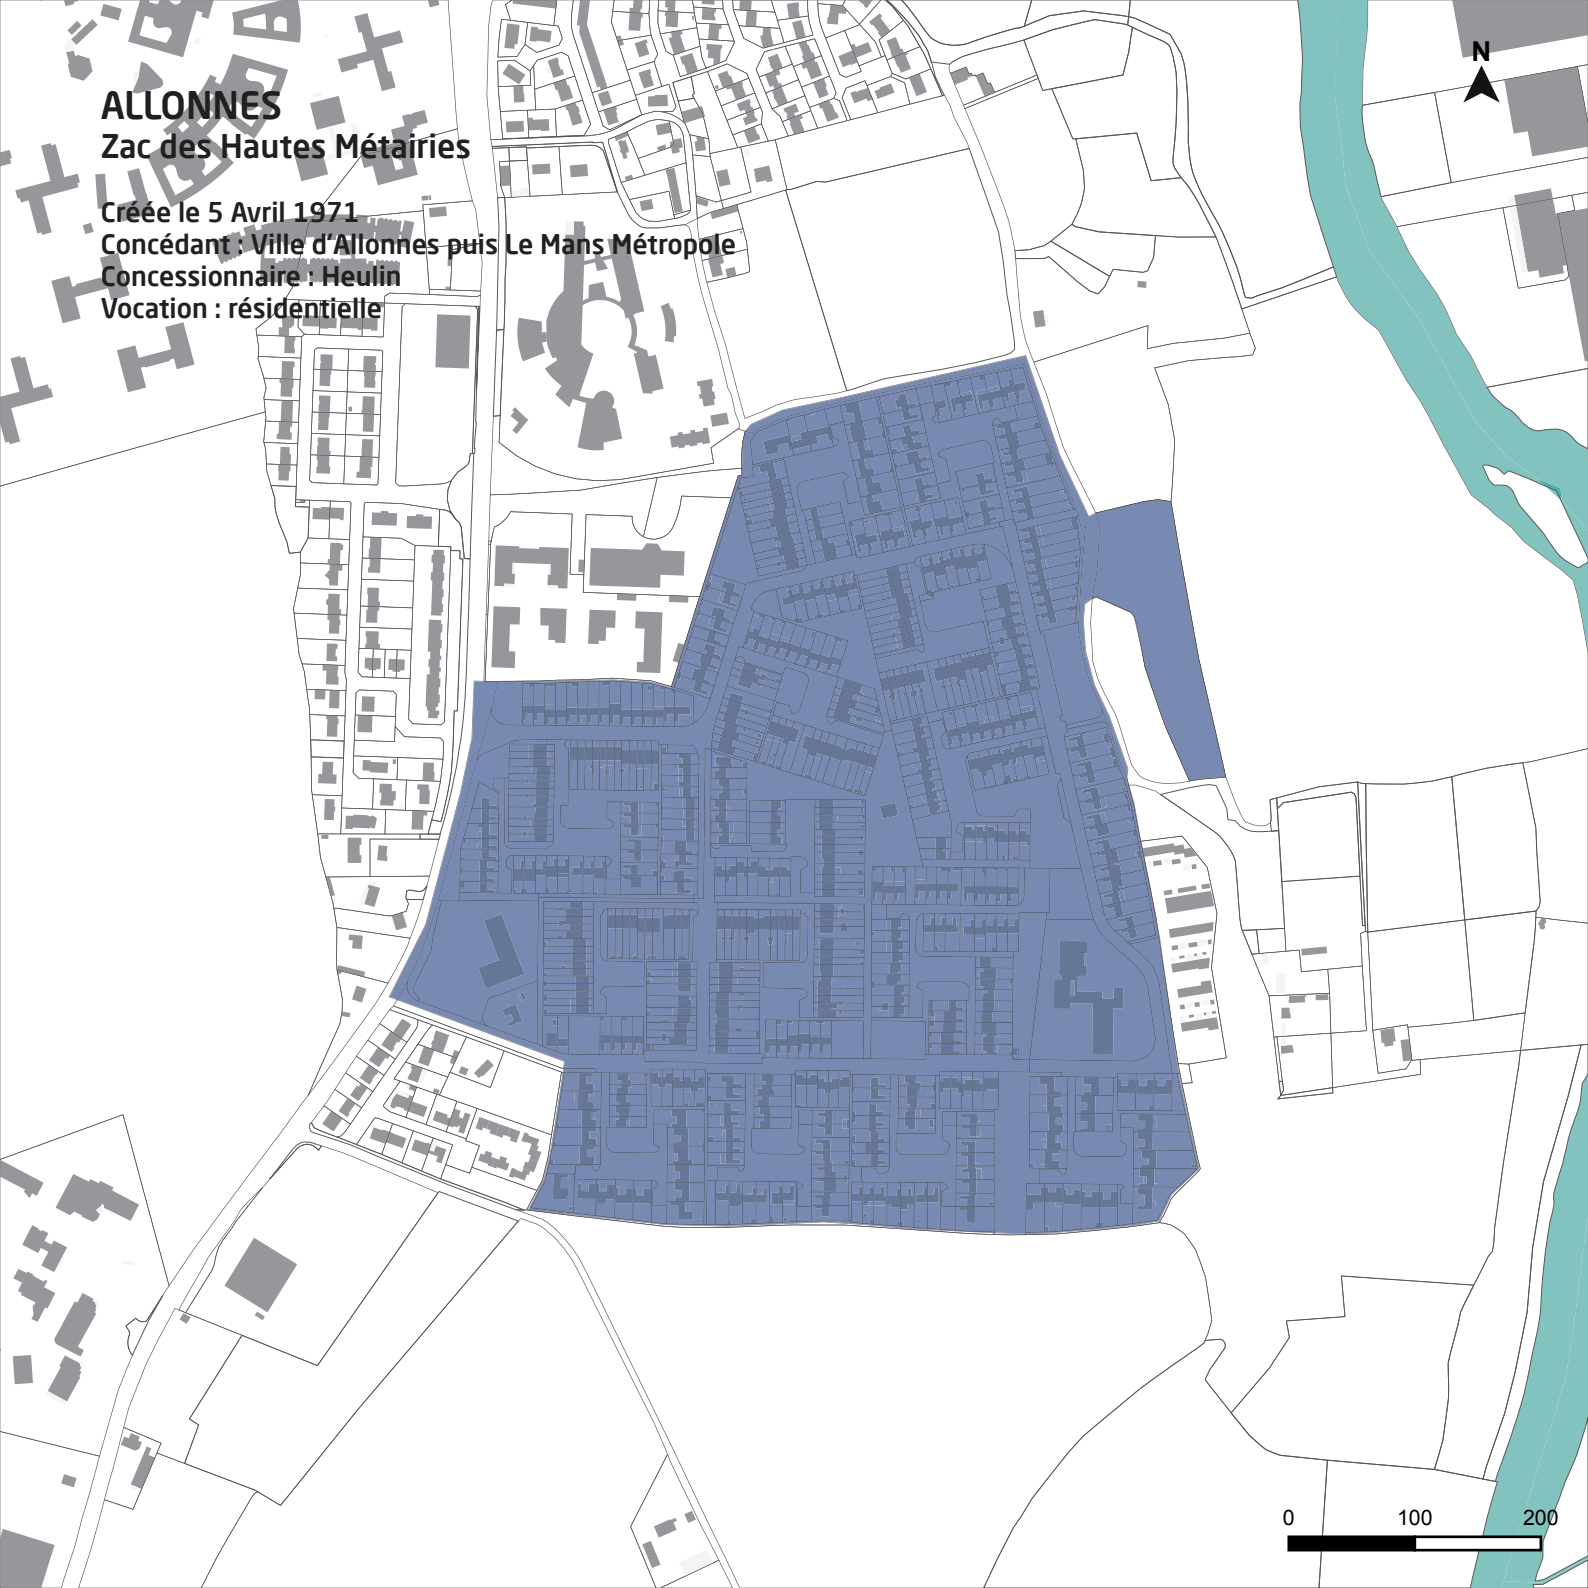 ALLONNES
Zac des Hautes Métairies
Créée le 5 Avril 1971
Concédant : Ville d'Allonnes puis Le Mans Métropole
Concessionnaire : Heulin
Vocation : résidentielle
N
0 100 200